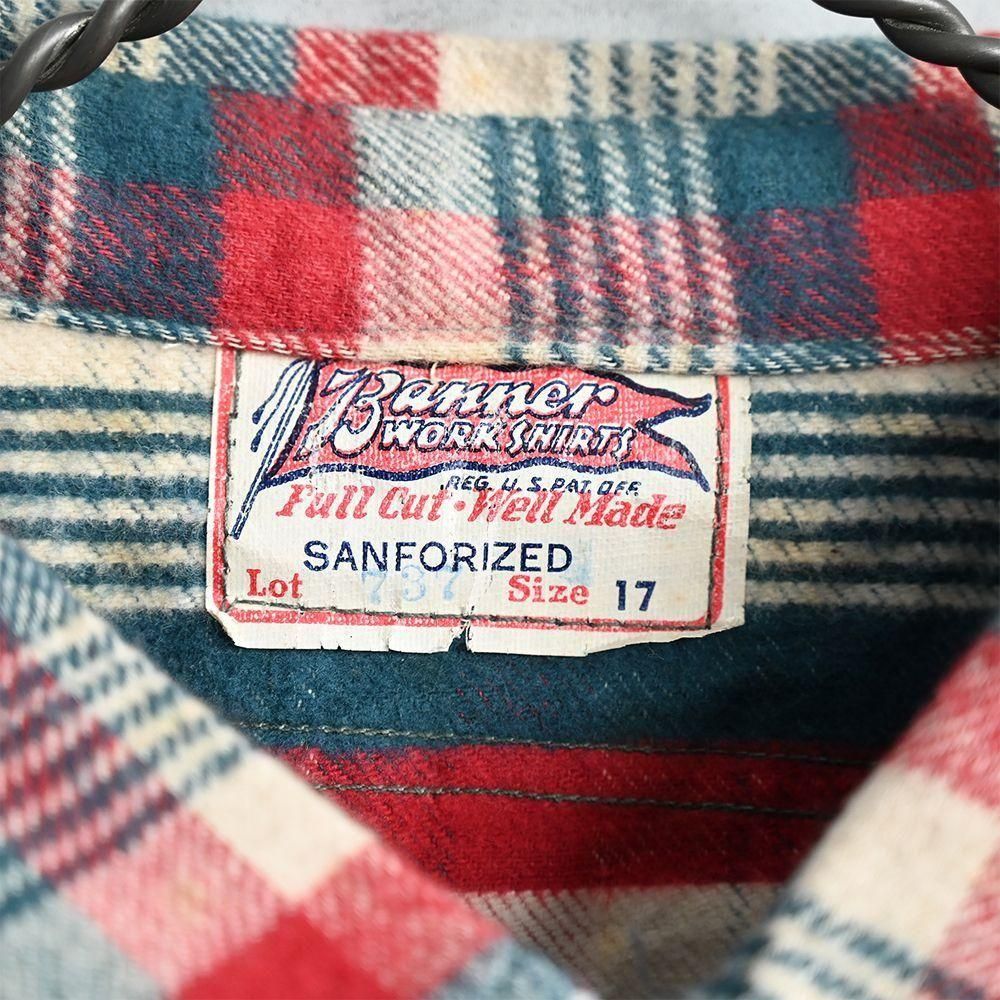 Banner
WORK SHIRTS
REG. U. S. PAT. OFF.
Full Cut · Well Made
SANFORIZED
Lot 737 Size 17